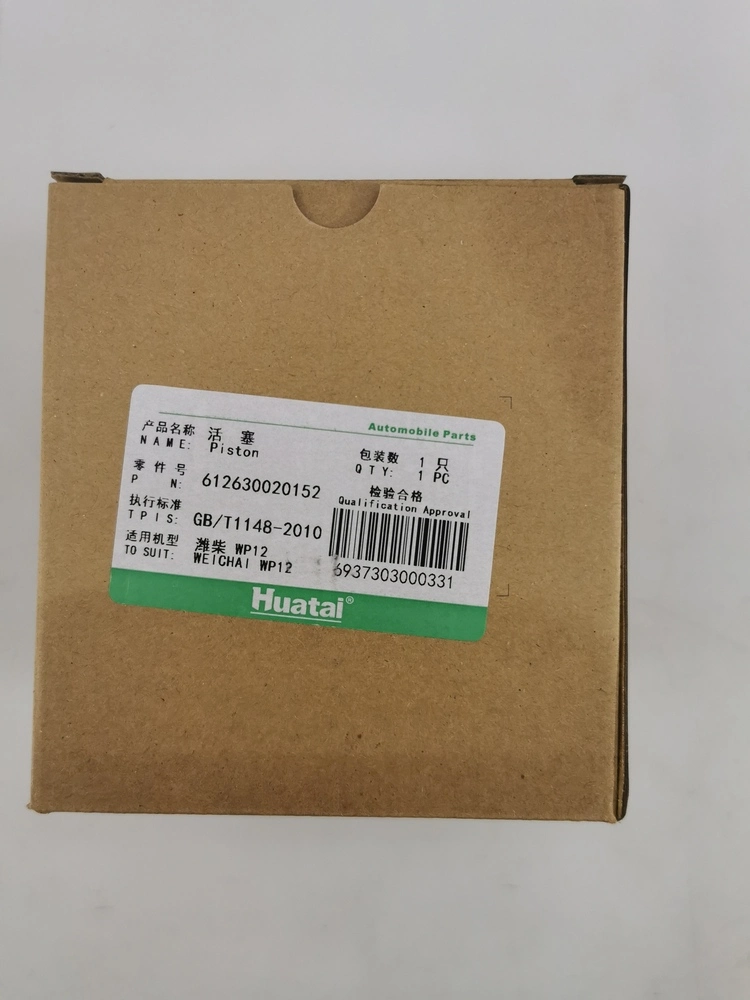 Automobile Parts
产品名称 活 塞
NAME: Piston
包装数 1 只
QTY: 1 PC
零件号
P N: 612630020152
检验合格
Qualification Approval
执行标准
TPIS: GB/T1148-2010
适用机型 潍柴 WP12
TO SUIT: WEICHAI WP12
6937303000331
Huatai®